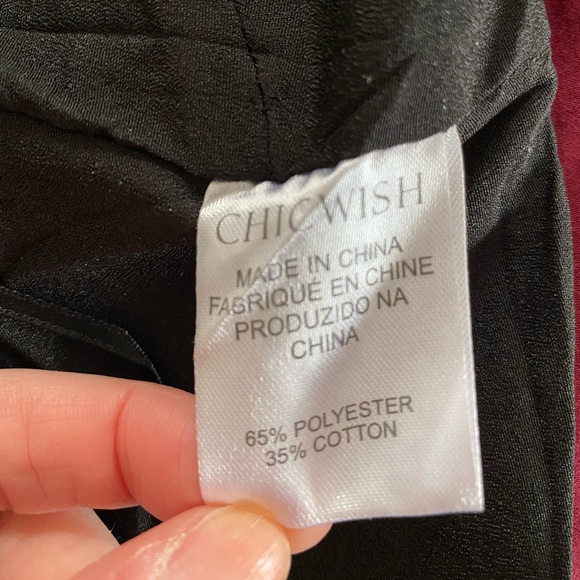 CHICWISH
MADE IN CHINA
FABRIQUÉ EN CHINE
PRODUZIDO NA
CHINA
65% POLYESTER
35% COTTON